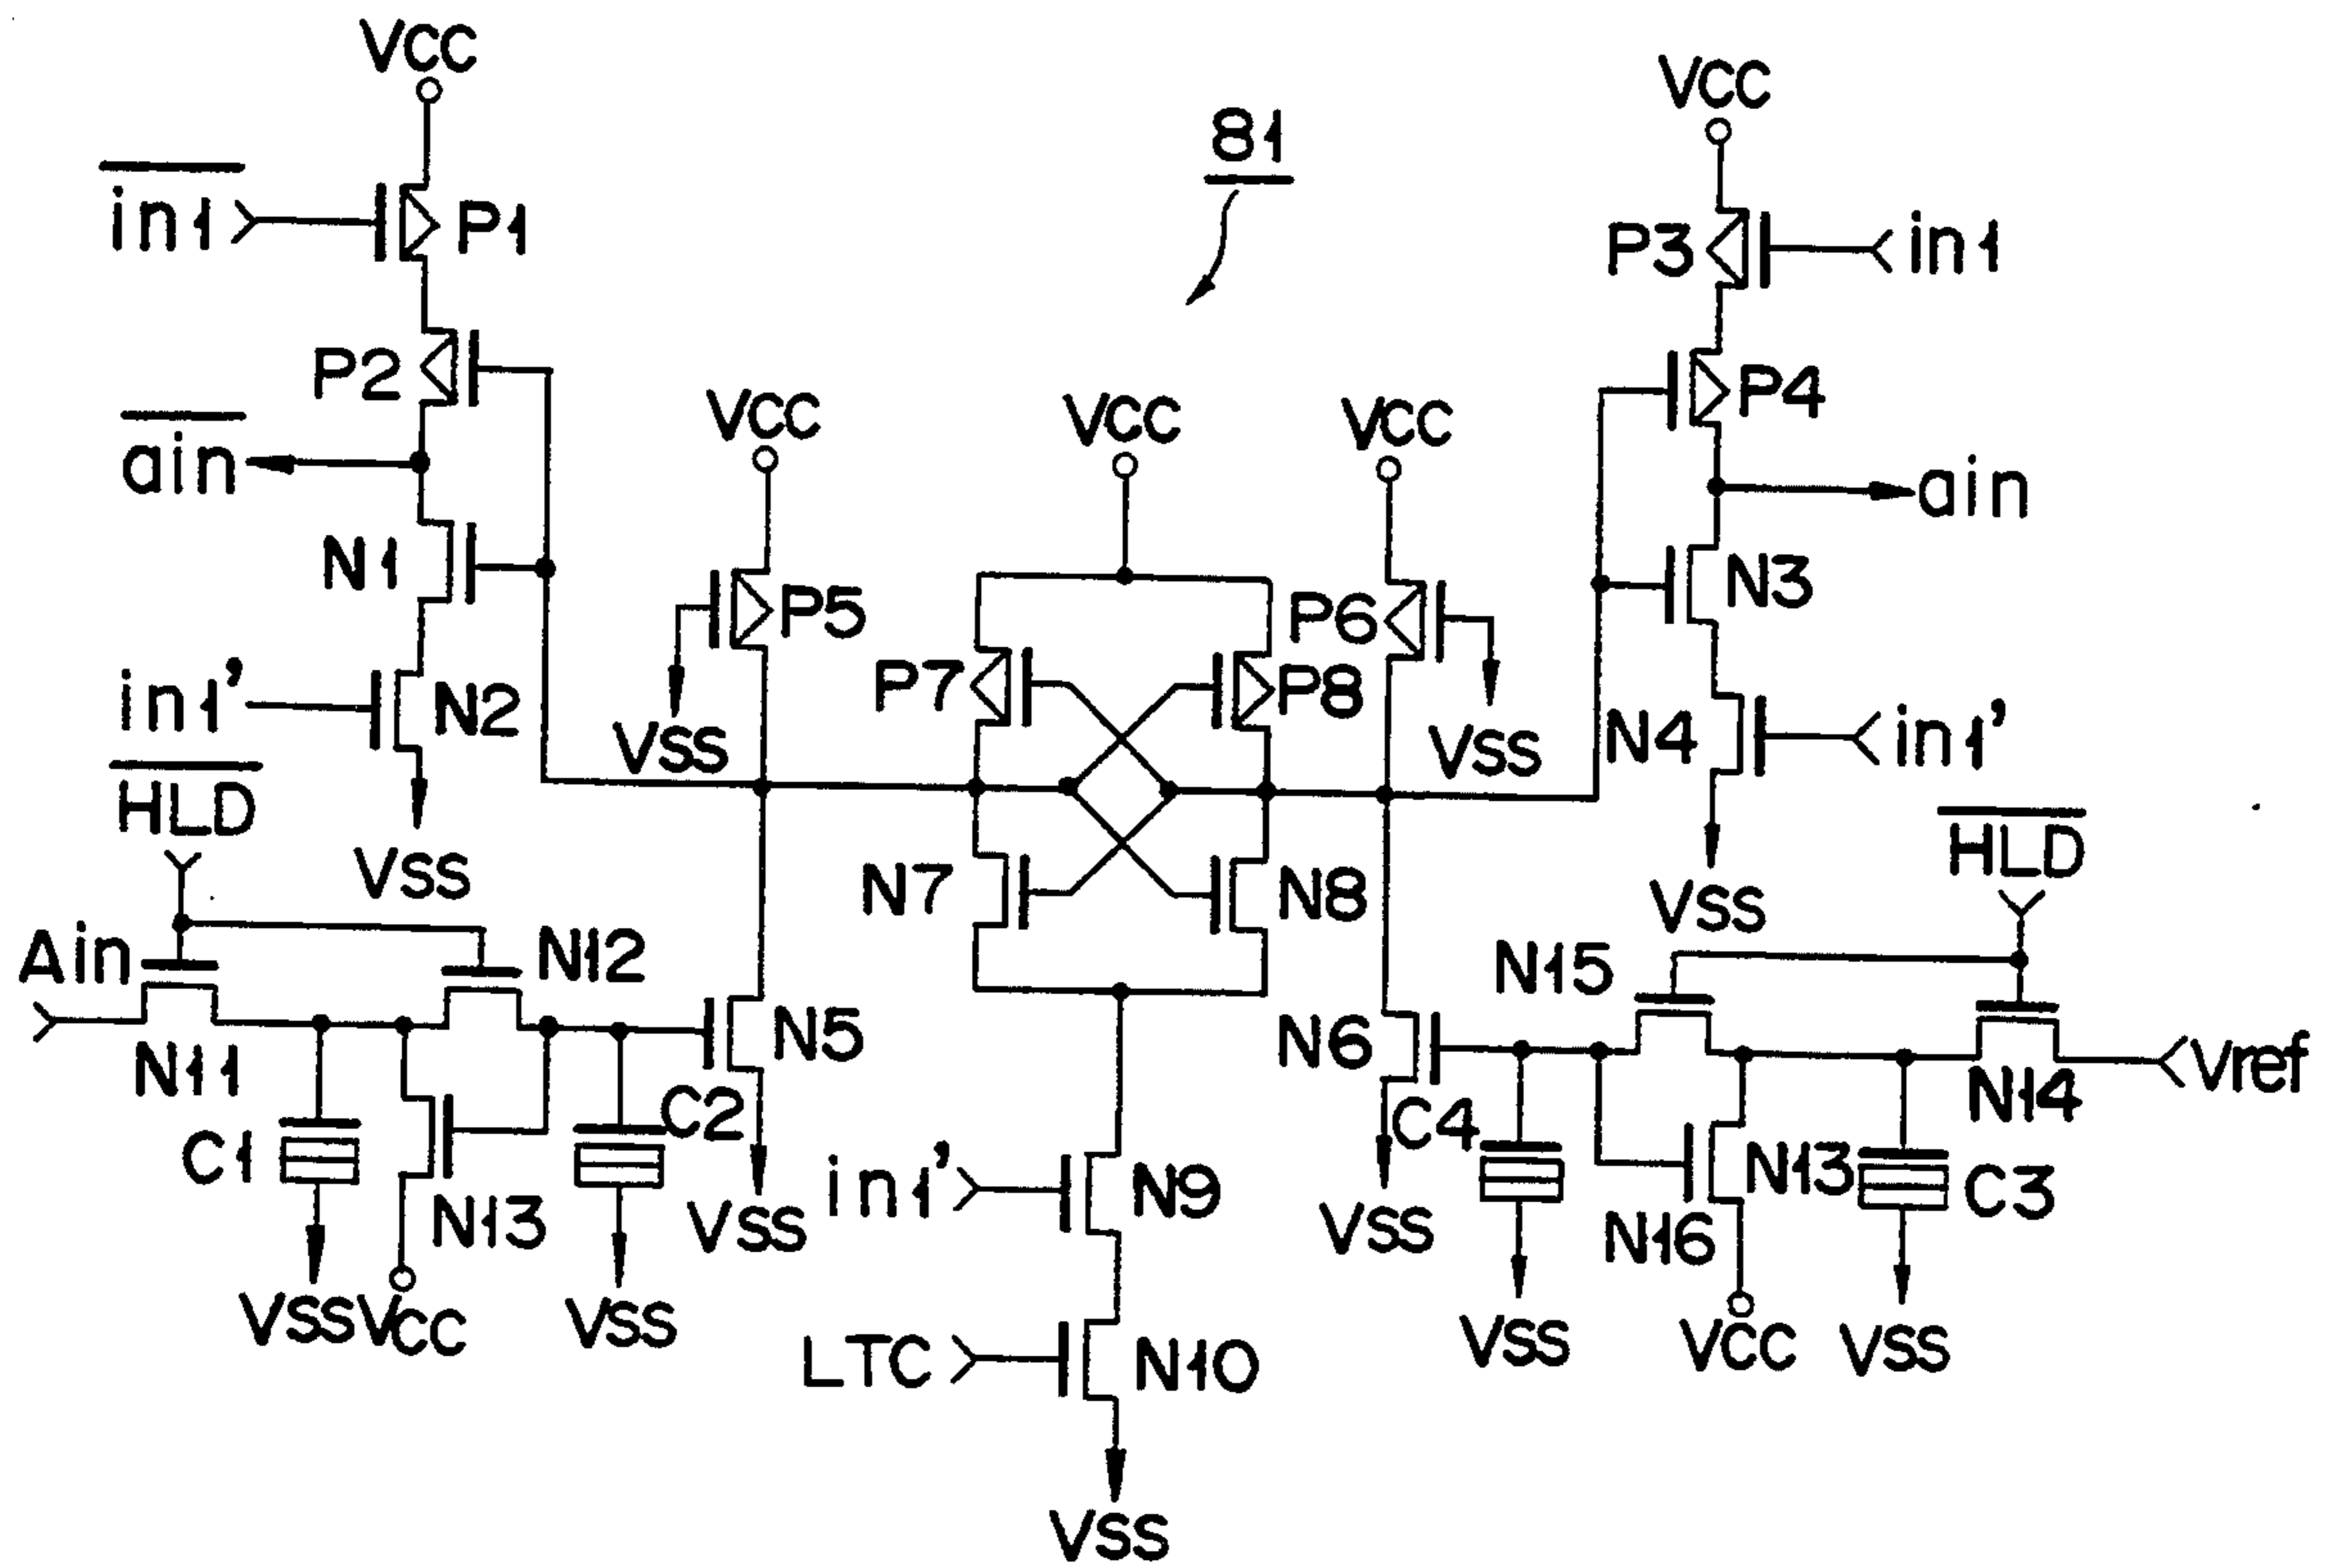 VCC
VCC
81
in1
P1
P3
in1
P2
P4
VCC
VCC
VCC
ain
ain
N1
N3
P5
P6
P7
P8
in1'
N2
N4
in1'
VSS
VSS
HLD
HLD
VSS
VSS
N7
N8
Ain
N12
N15
N11
N5
N6
N14
Vref
C1
C2
C4
N13
C3
in1'
N9
N13
N16
VSS
VSS
VSS
VCC
VSS
VSS
VCC
VSS
LTC
N10
VSS